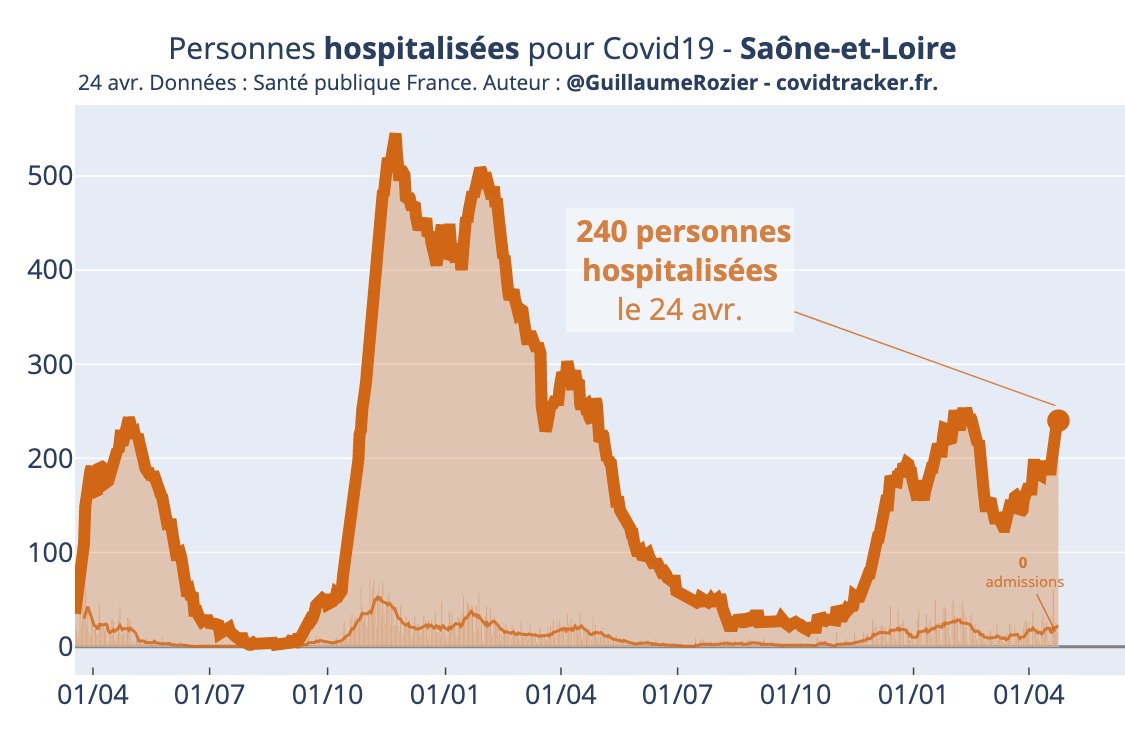 Personnes hospitalisées pour Covid19 - Saône-et-Loire
24 avr. Données : Santé publique France. Auteur : @GuillaumeRozier - covidtracker.fr.
500
240 personnes
hospitalisées
le 24 avr.
400
300
200
100
0
admissions
0
01/04 01/07 01/10 01/01 01/04 01/07 01/10 01/01 01/04